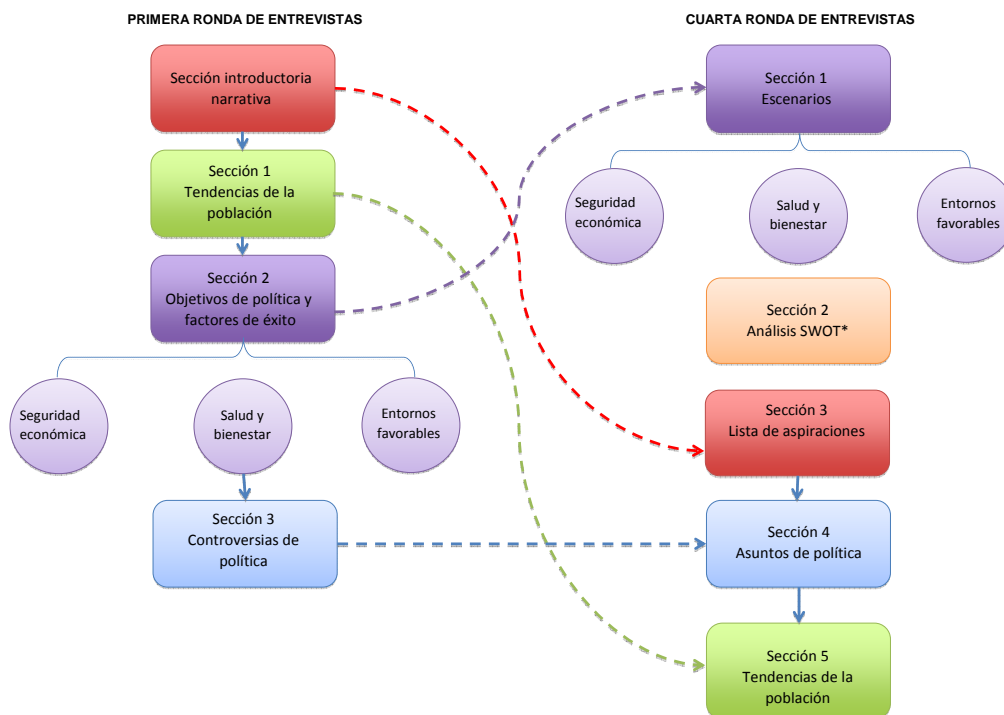 PRIMERA RONDA DE ENTREVISTAS
Sección introductoria
narrativa
Sección 1
Tendencias de la
población
Sección 2
Objetivos de política y
factores de éxito
Seguridad
económica
Salud y
bienestar
Entornos
favorables
Sección 3
Controversias de
política
CUARTA RONDA DE ENTREVISTAS
Sección 1
Escenarios
Seguridad
económica
Salud y
bienestar
Entornos
favorables
Sección 2
Análisis SWOT*
Sección 3
Lista de aspiraciones
Sección 4
Asuntos de política
Sección 5
Tendencias de la
población